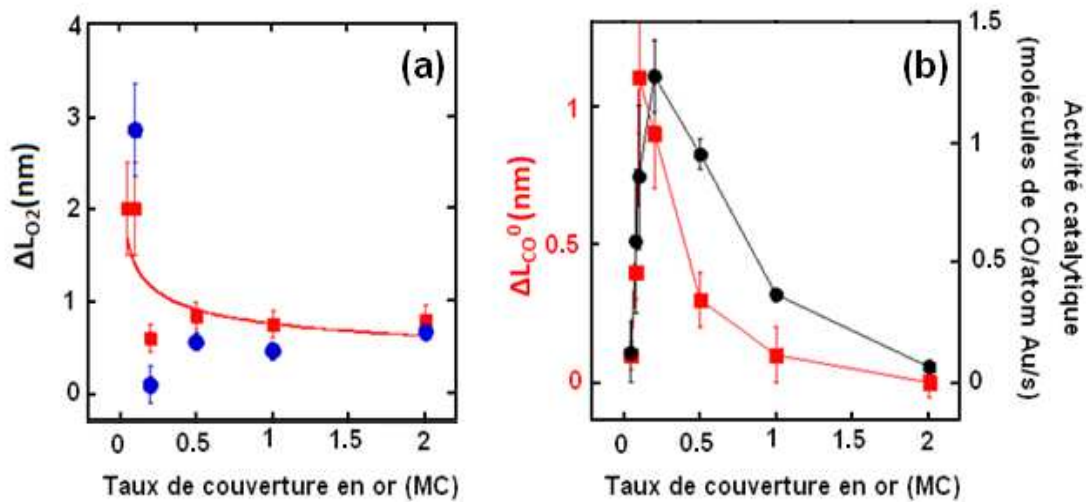 (a)
ΔL_O2(nm)
4
3
2
1
0
0 0.5 1 1.5 2
Taux de couverture en or (MC)
(b)
ΔL_CO^0(nm)
1
0.5
0
0 0.5 1 1.5 2
Taux de couverture en or (MC)
1.5
1
0.5
0
Activité catalytique
(molécules de CO/atom Au/s)